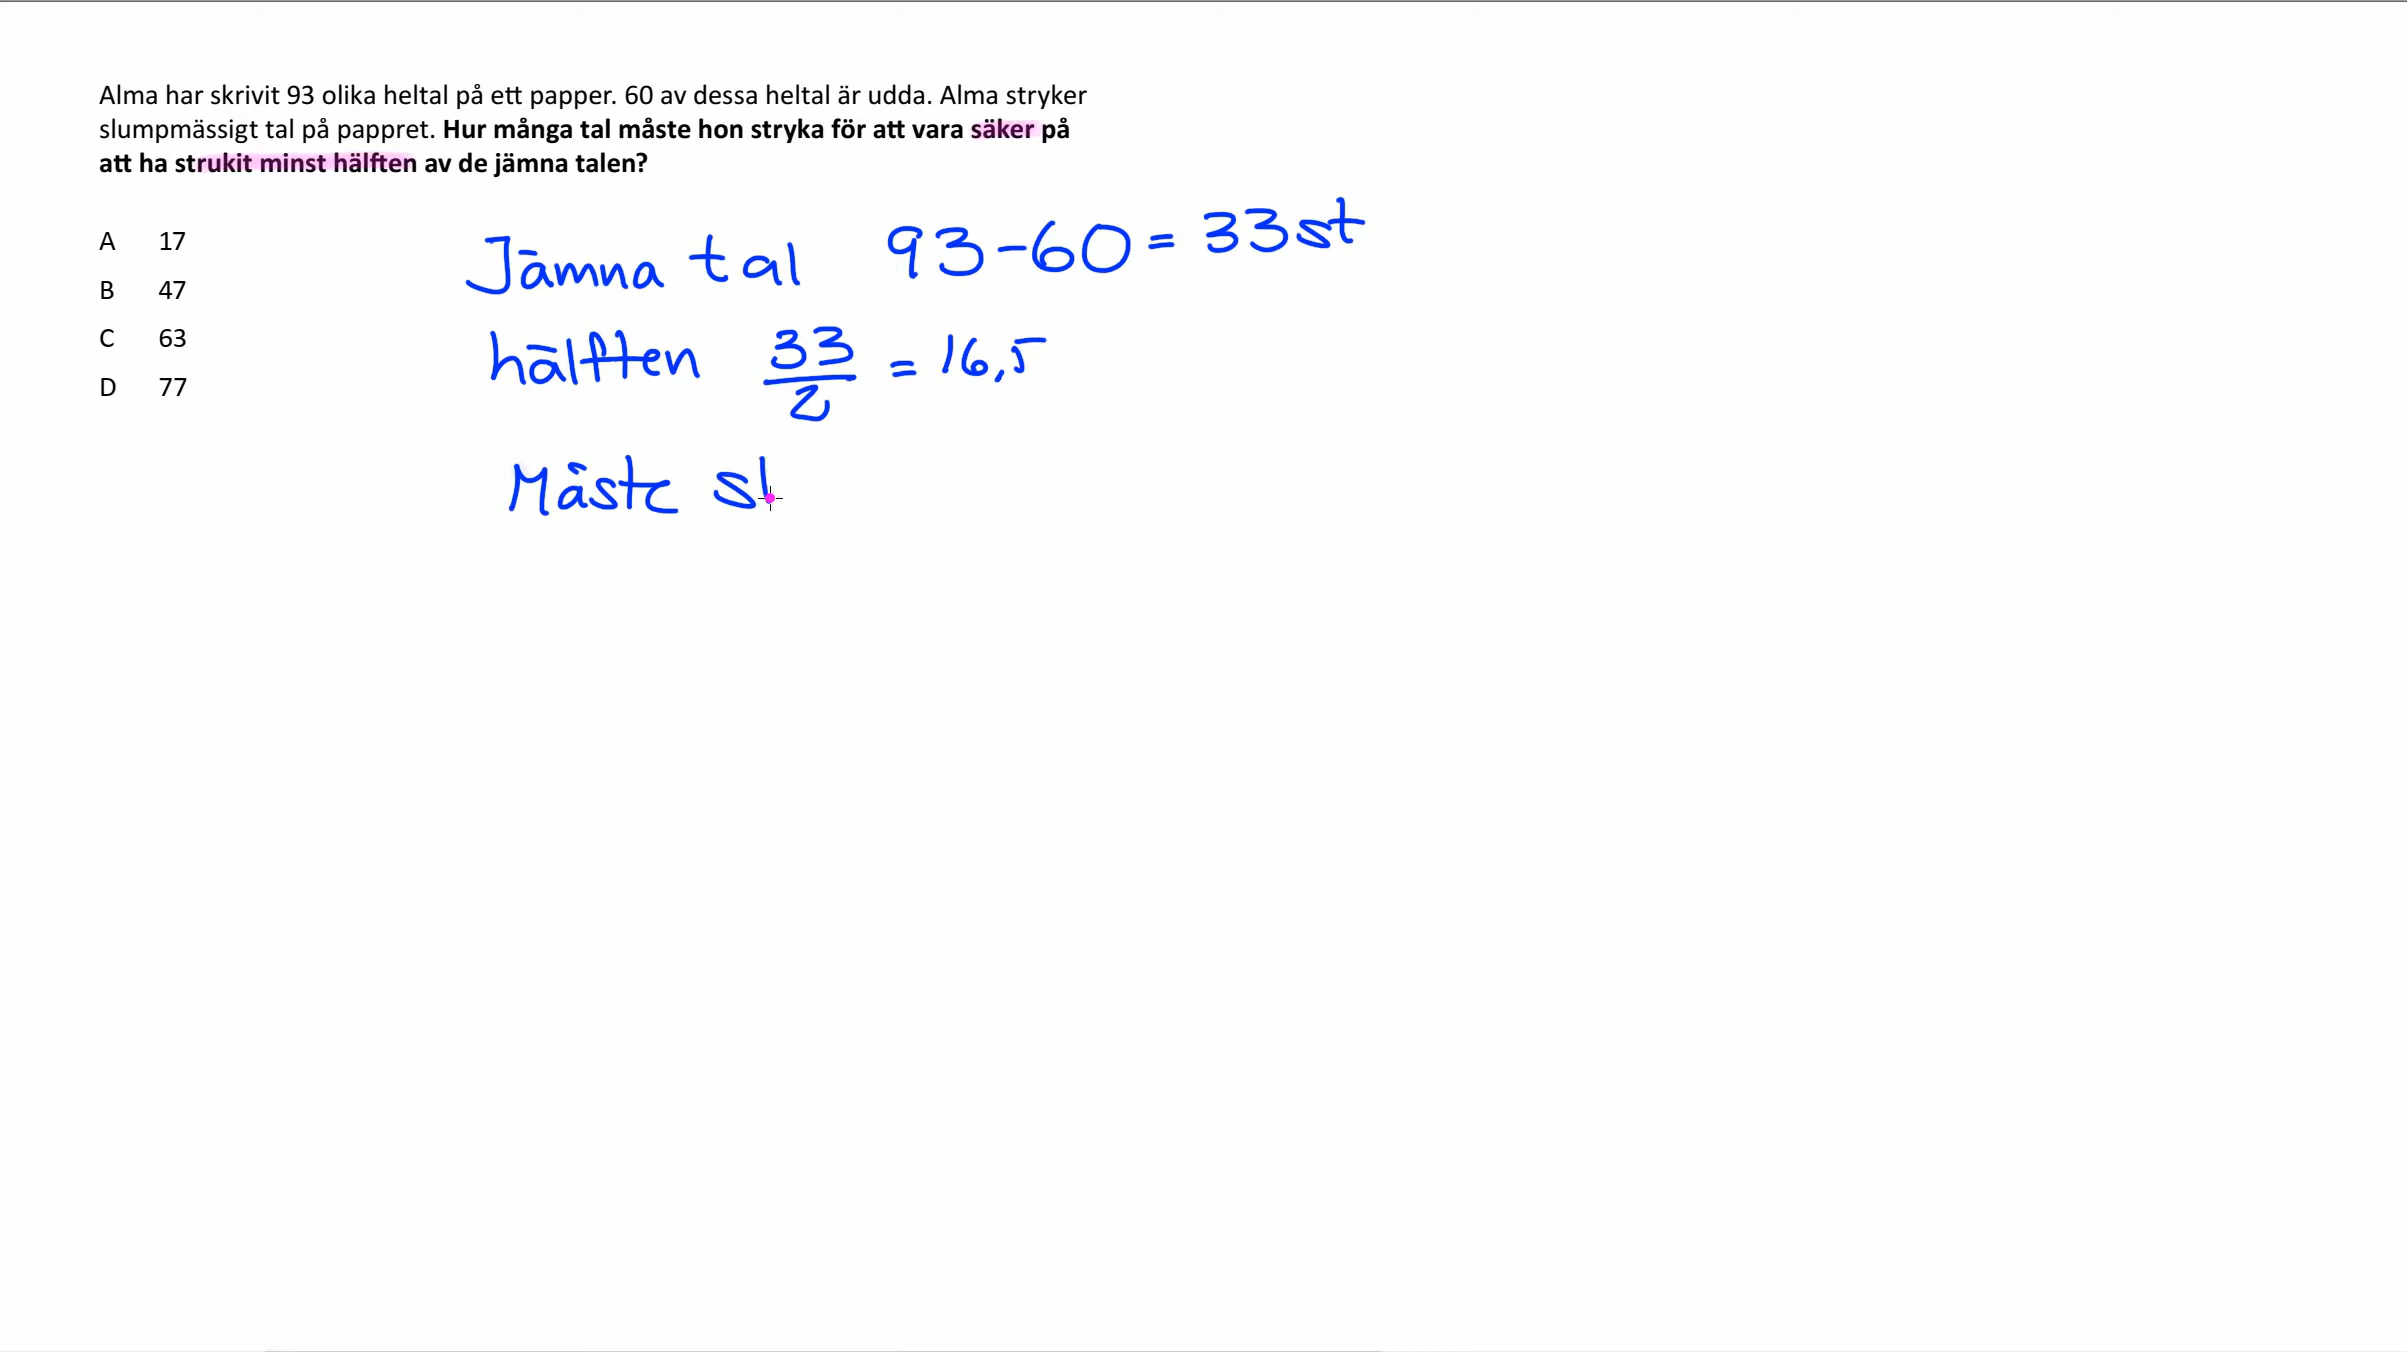 Alma har skrivit 93 olika heltal på ett papper. 60 av dessa heltal är udda. Alma stryker
slumpmässigt tal på pappret. Hur många tal måste hon stryka för att vara säker på
att ha strukit minst hälften av de jämna talen?
A 17
B 47
C 63
D 77
Jämna tal 93-60 = 33st
hälften 33/2 = 16,5
Måste st